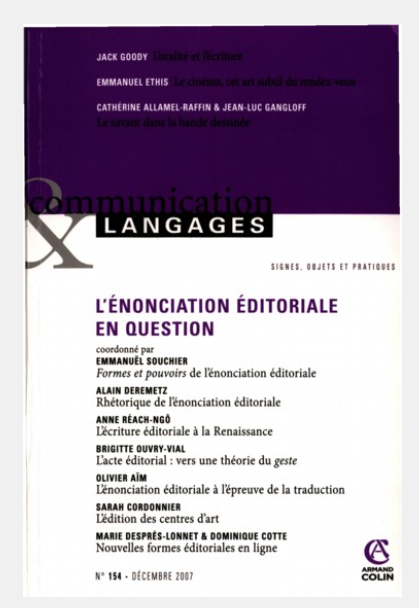 JACK GOODY L'oralité et l'écriture
EMMANUEL ETHIS Le cinéma, cet art subtil du rendez-vous
CATHÉRINE ALLAMEL-RAFFIN & JEAN-LUC GANGLOFF
Le savant dans la bande dessinée
communication
& LANGAGES
SIGNES, OBJETS ET PRATIQUES
L'ÉNONCIATION ÉDITORIALE
EN QUESTION
coordonné par
EMMANUËL SOUCHIER
Formes et pouvoirs de l'énonciation éditoriale
ALAIN DEREMETZ
Rhétorique de l'énonciation éditoriale
ANNE RÉACH-NGÔ
L'écriture éditoriale à la Renaissance
BRIGITTE OUVRY-VIAL
L'acte éditorial : vers une théorie du geste
OLIVIER AÏM
L'énonciation éditoriale à l'épreuve de la traduction
SARAH CORDONNIER
L'édition des centres d'art
MARIE DESPRÈS-LONNET & DOMINIQUE COTTE
Nouvelles formes éditoriales en ligne
N° 154 - DÉCEMBRE 2007
ARMAND
COLIN